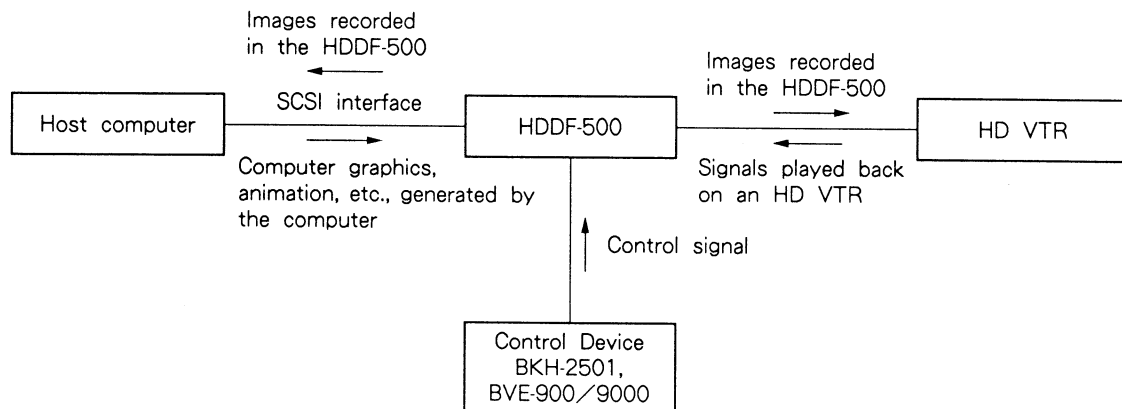 Images recorded
in the HDDF-500
SCSI interface
Host computer
Computer graphics,
animation, etc., generated by
the computer
HDDF-500
Images recorded
in the HDDF-500
Signals played back
on an HD VTR
HD VTR
Control signal
Control Device
BKH-2501,
BVE-900/9000